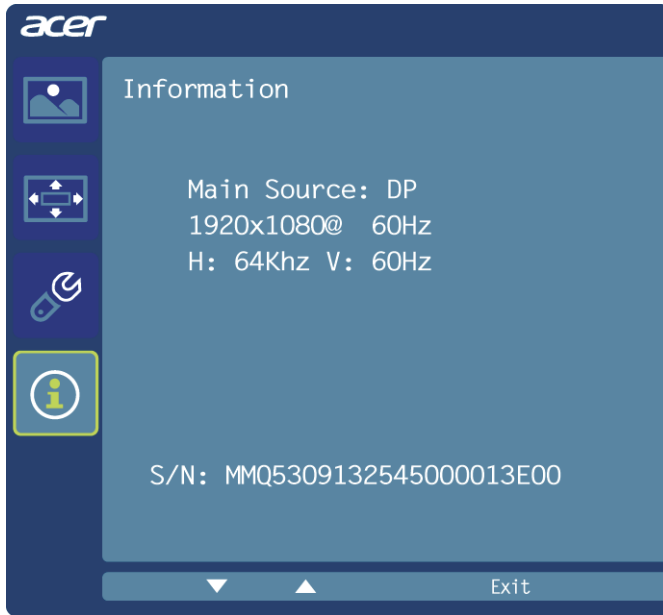 acer
Information
Main Source: DP
1920x1080@ 60Hz
H: 64Khz V: 60Hz
S/N: MMQ5309132545000013E00
Exit